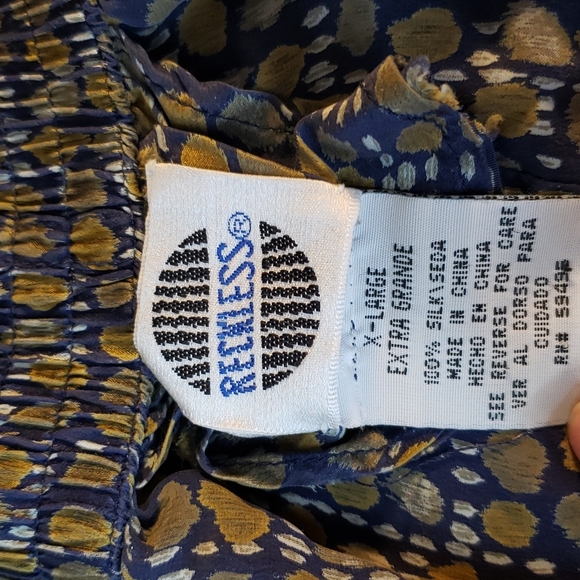 RECKLESS®
X-LARGE
EXTRA GRANDE
100% SILK\SEDA
MADE IN CHINA
HECHO EN CHINA
SEE REVERSE FOR CARE
VER AL DORSO PARA
CUIDADO
RN#